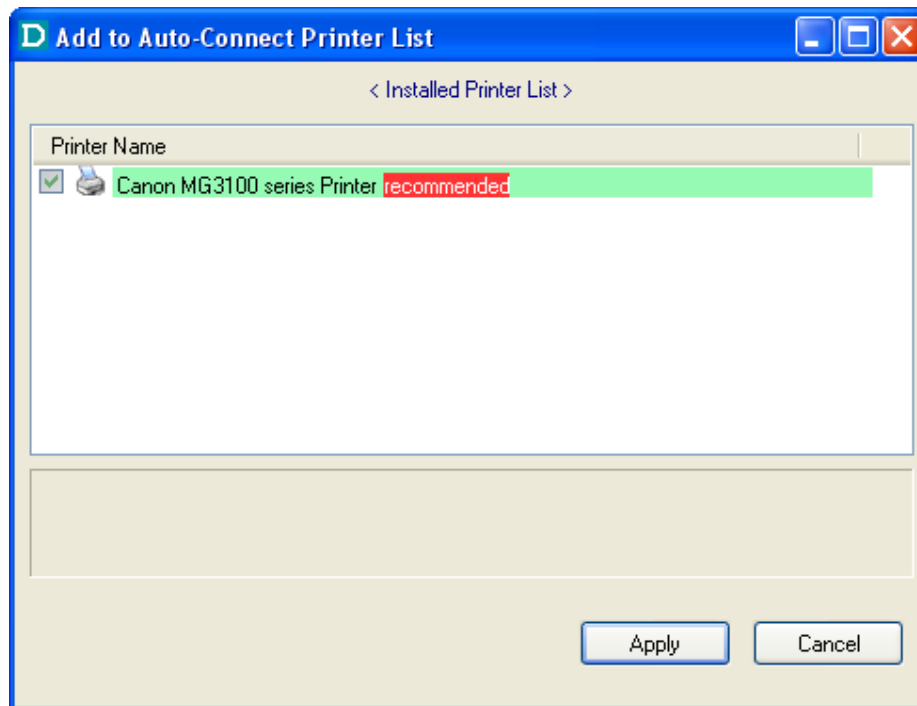 D Add to Auto-Connect Printer List
< Installed Printer List >
Printer Name
Canon MG3100 series Printer recommended
Apply Cancel